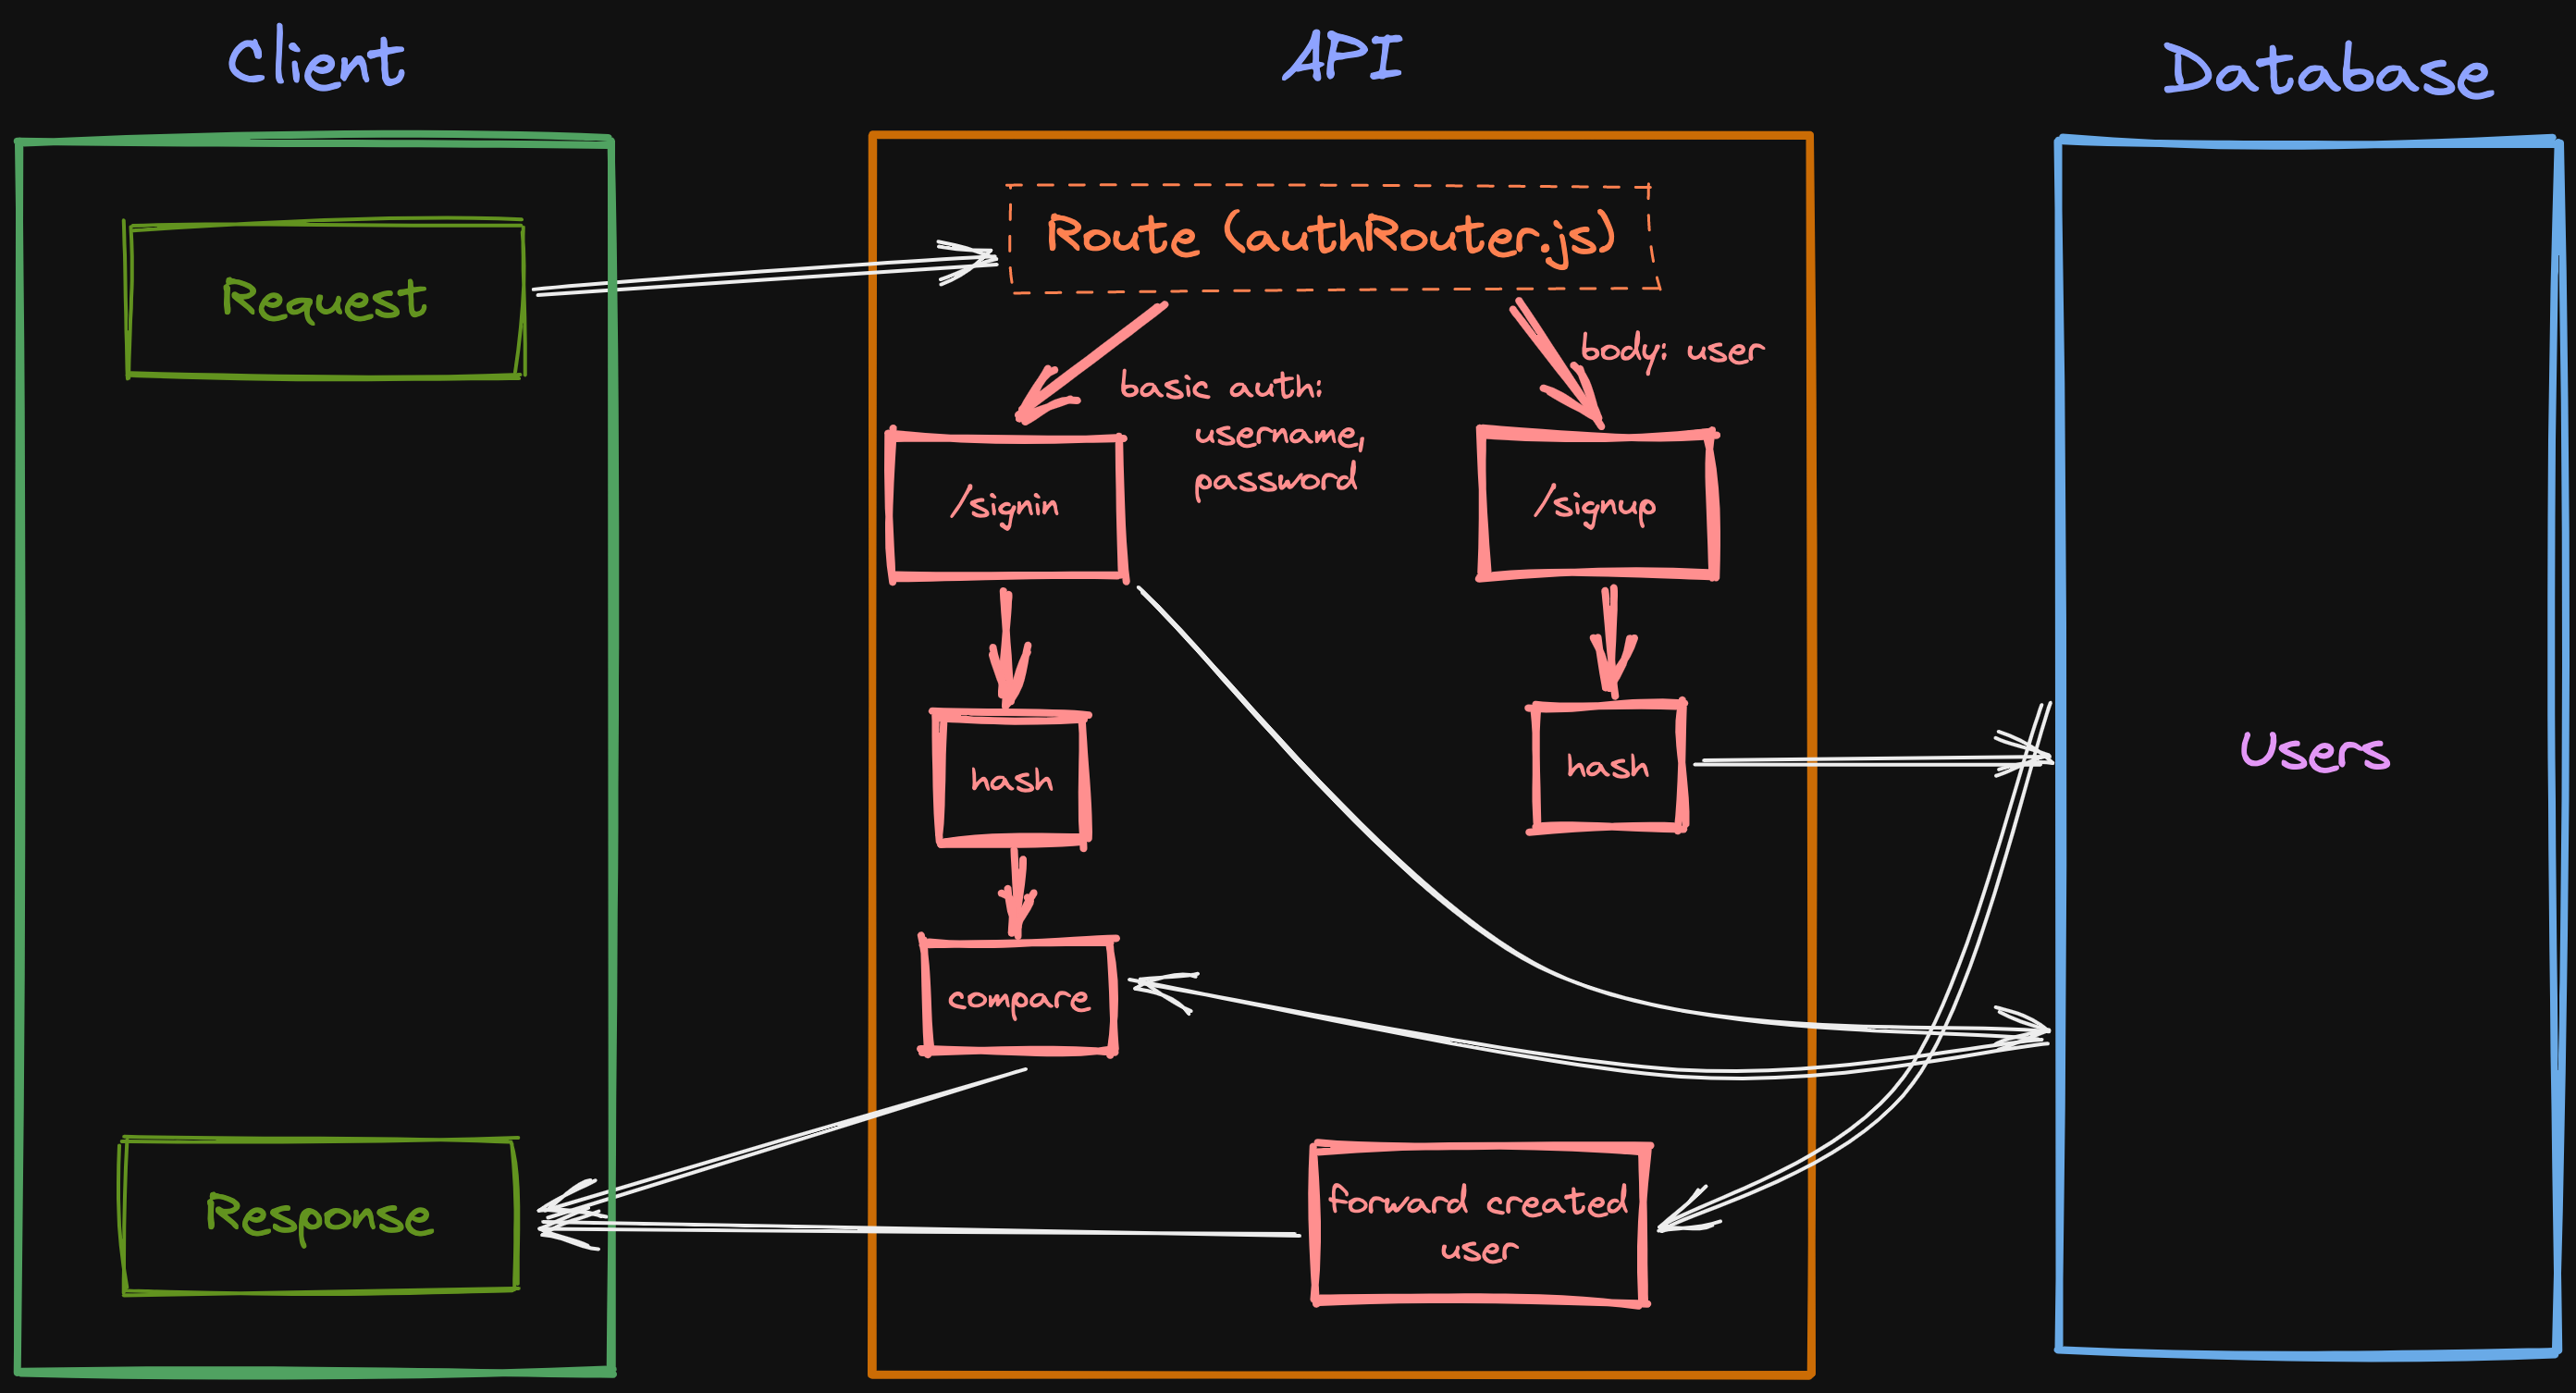 Client
API
Database
Request
Route (authRouter.js)
body: user
basic auth:
username,
password
/signin
/signup
hash
hash
Users
compare
Response
forward created
user